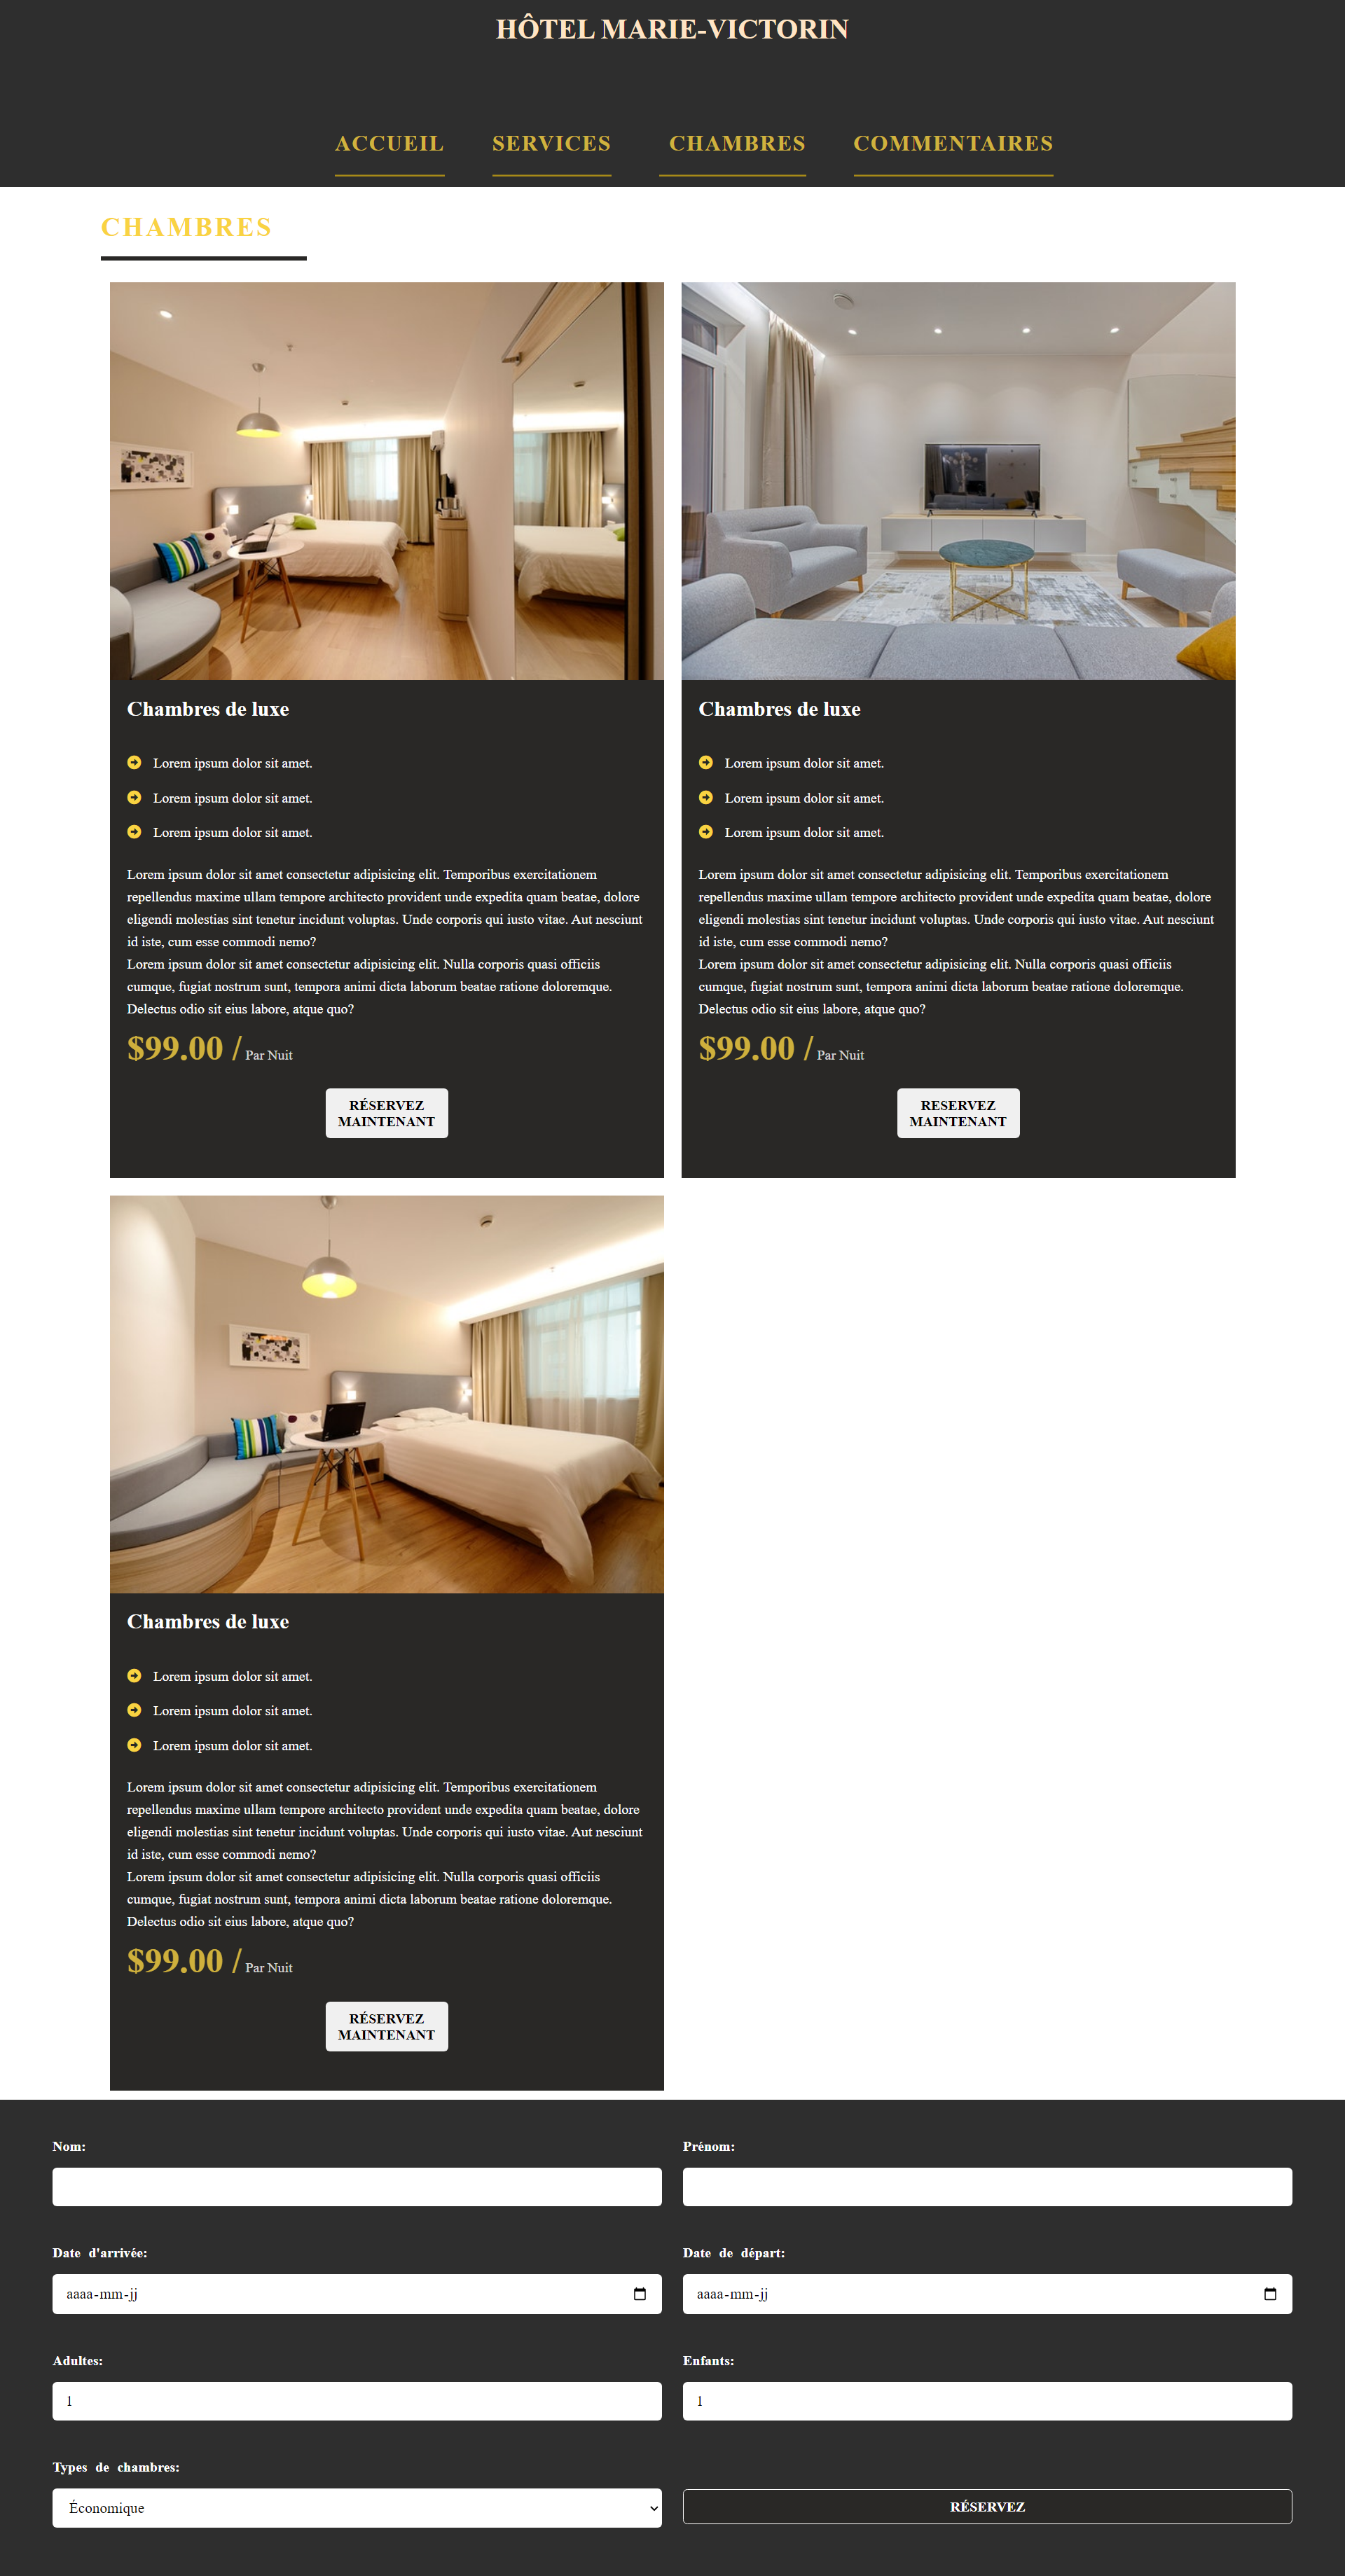 HÔTEL MARIE-VICTORIN
ACCUEIL SERVICES CHAMBRES COMMENTAIRES
CHAMBRES
Chambres de luxe
Lorem ipsum dolor sit amet.
Lorem ipsum dolor sit amet.
Lorem ipsum dolor sit amet.
Lorem ipsum dolor sit amet consectetur adipisicing elit. Temporibus exercitationem
repellendus maxime ullam tempore architecto provident unde expedita quam beatae, dolore
eligendi molestias sint tenetur incidunt voluptas. Unde corporis qui iusto vitae. Aut nesciunt
id iste, cum esse commodi nemo?
Lorem ipsum dolor sit amet consectetur adipisicing elit. Nulla corporis quasi officiis
cumque, fugiat nostrum sunt, tempora animi dicta laborum beatae ratione doloremque.
Delectus odio sit eius labore, atque quo?
$99.00 / Par Nuit
RÉSERVEZ
MAINTENANT
Chambres de luxe
Lorem ipsum dolor sit amet.
Lorem ipsum dolor sit amet.
Lorem ipsum dolor sit amet.
Lorem ipsum dolor sit amet consectetur adipisicing elit. Temporibus exercitationem
repellendus maxime ullam tempore architecto provident unde expedita quam beatae, dolore
eligendi molestias sint tenetur incidunt voluptas. Unde corporis qui iusto vitae. Aut nesciunt
id iste, cum esse commodi nemo?
Lorem ipsum dolor sit amet consectetur adipisicing elit. Nulla corporis quasi officiis
cumque, fugiat nostrum sunt, tempora animi dicta laborum beatae ratione doloremque.
Delectus odio sit eius labore, atque quo?
$99.00 / Par Nuit
RESERVEZ
MAINTENANT
Chambres de luxe
Lorem ipsum dolor sit amet.
Lorem ipsum dolor sit amet.
Lorem ipsum dolor sit amet.
Lorem ipsum dolor sit amet consectetur adipisicing elit. Temporibus exercitationem
repellendus maxime ullam tempore architecto provident unde expedita quam beatae, dolore
eligendi molestias sint tenetur incidunt voluptas. Unde corporis qui iusto vitae. Aut nesciunt
id iste, cum esse commodi nemo?
Lorem ipsum dolor sit amet consectetur adipisicing elit. Nulla corporis quasi officiis
cumque, fugiat nostrum sunt, tempora animi dicta laborum beatae ratione doloremque.
Delectus odio sit eius labore, atque quo?
$99.00 / Par Nuit
RÉSERVEZ
MAINTENANT
Nom: Prénom:
Date d'arrivée: Date de départ:
aaaa-mm-jj aaaa-mm-jj
Adultes: Enfants:
1 1
Types de chambres:
Économique RÉSERVEZ